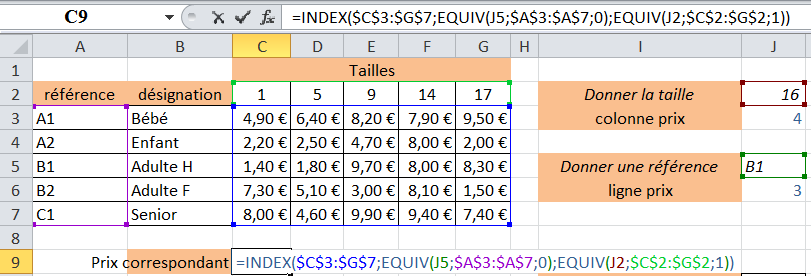 C9 =INDEX($C$3:$G$7;EQUIV(J5;$A$3:$A$7;0);EQUIV(J2;$C$2:$G$2;1))
A B C D E F G H I J
1 Tailles
2 référence désignation 1 5 9 14 17 Donner la taille 16
3 A1 Bébé 4,90 € 6,40 € 8,20 € 7,90 € 9,50 € colonne prix 4
4 A2 Enfant 2,20 € 2,50 € 4,70 € 8,00 € 2,00 €
5 B1 Adulte H 1,40 € 1,80 € 9,70 € 8,00 € 8,30 € Donner une référence B1
6 B2 Adulte F 7,30 € 5,10 € 3,00 € 8,10 € 1,50 € ligne prix 3
7 C1 Senior 8,00 € 4,60 € 9,90 € 9,40 € 7,40 €
8
9 Prix correspondant =INDEX($C$3:$G$7;EQUIV(J5;$A$3:$A$7;0);EQUIV(J2;$C$2:$G$2;1))